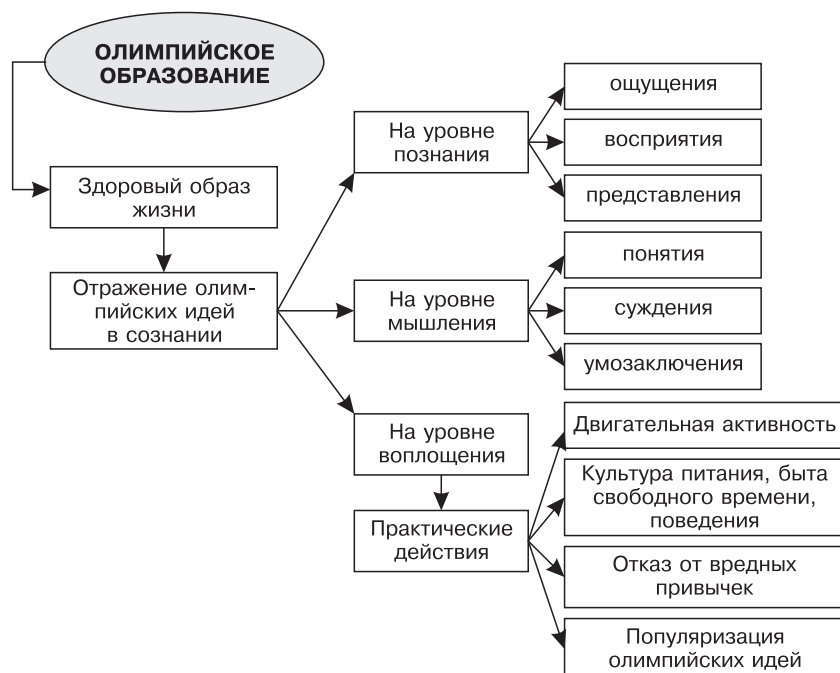 ОЛИМПИЙСКОЕ
ОБРАЗОВАНИЕ
Здоровый образ
жизни
Отражение олим-
пийских идей
в сознании
На уровне
познания
ощущения
восприятия
представления
На уровне
мышления
понятия
суждения
умозаключения
На уровне
воплощения
Практические
действия
Двигательная активность
Культура питания, быта
свободного времени,
поведения
Отказ от вредных
привычек
Популяризация
олимпийских идей